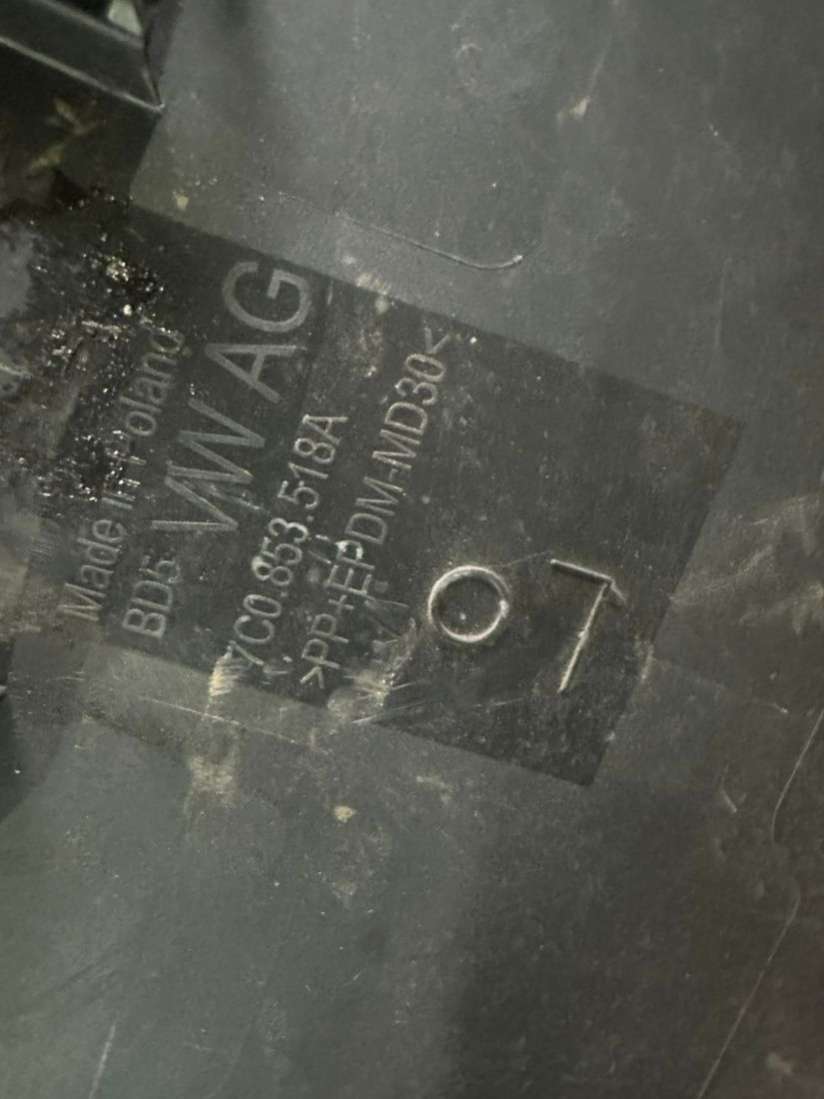 Made in Poland
BD5
VW AG
7C0.853.518A
>PP+EPDM-MD30<
07